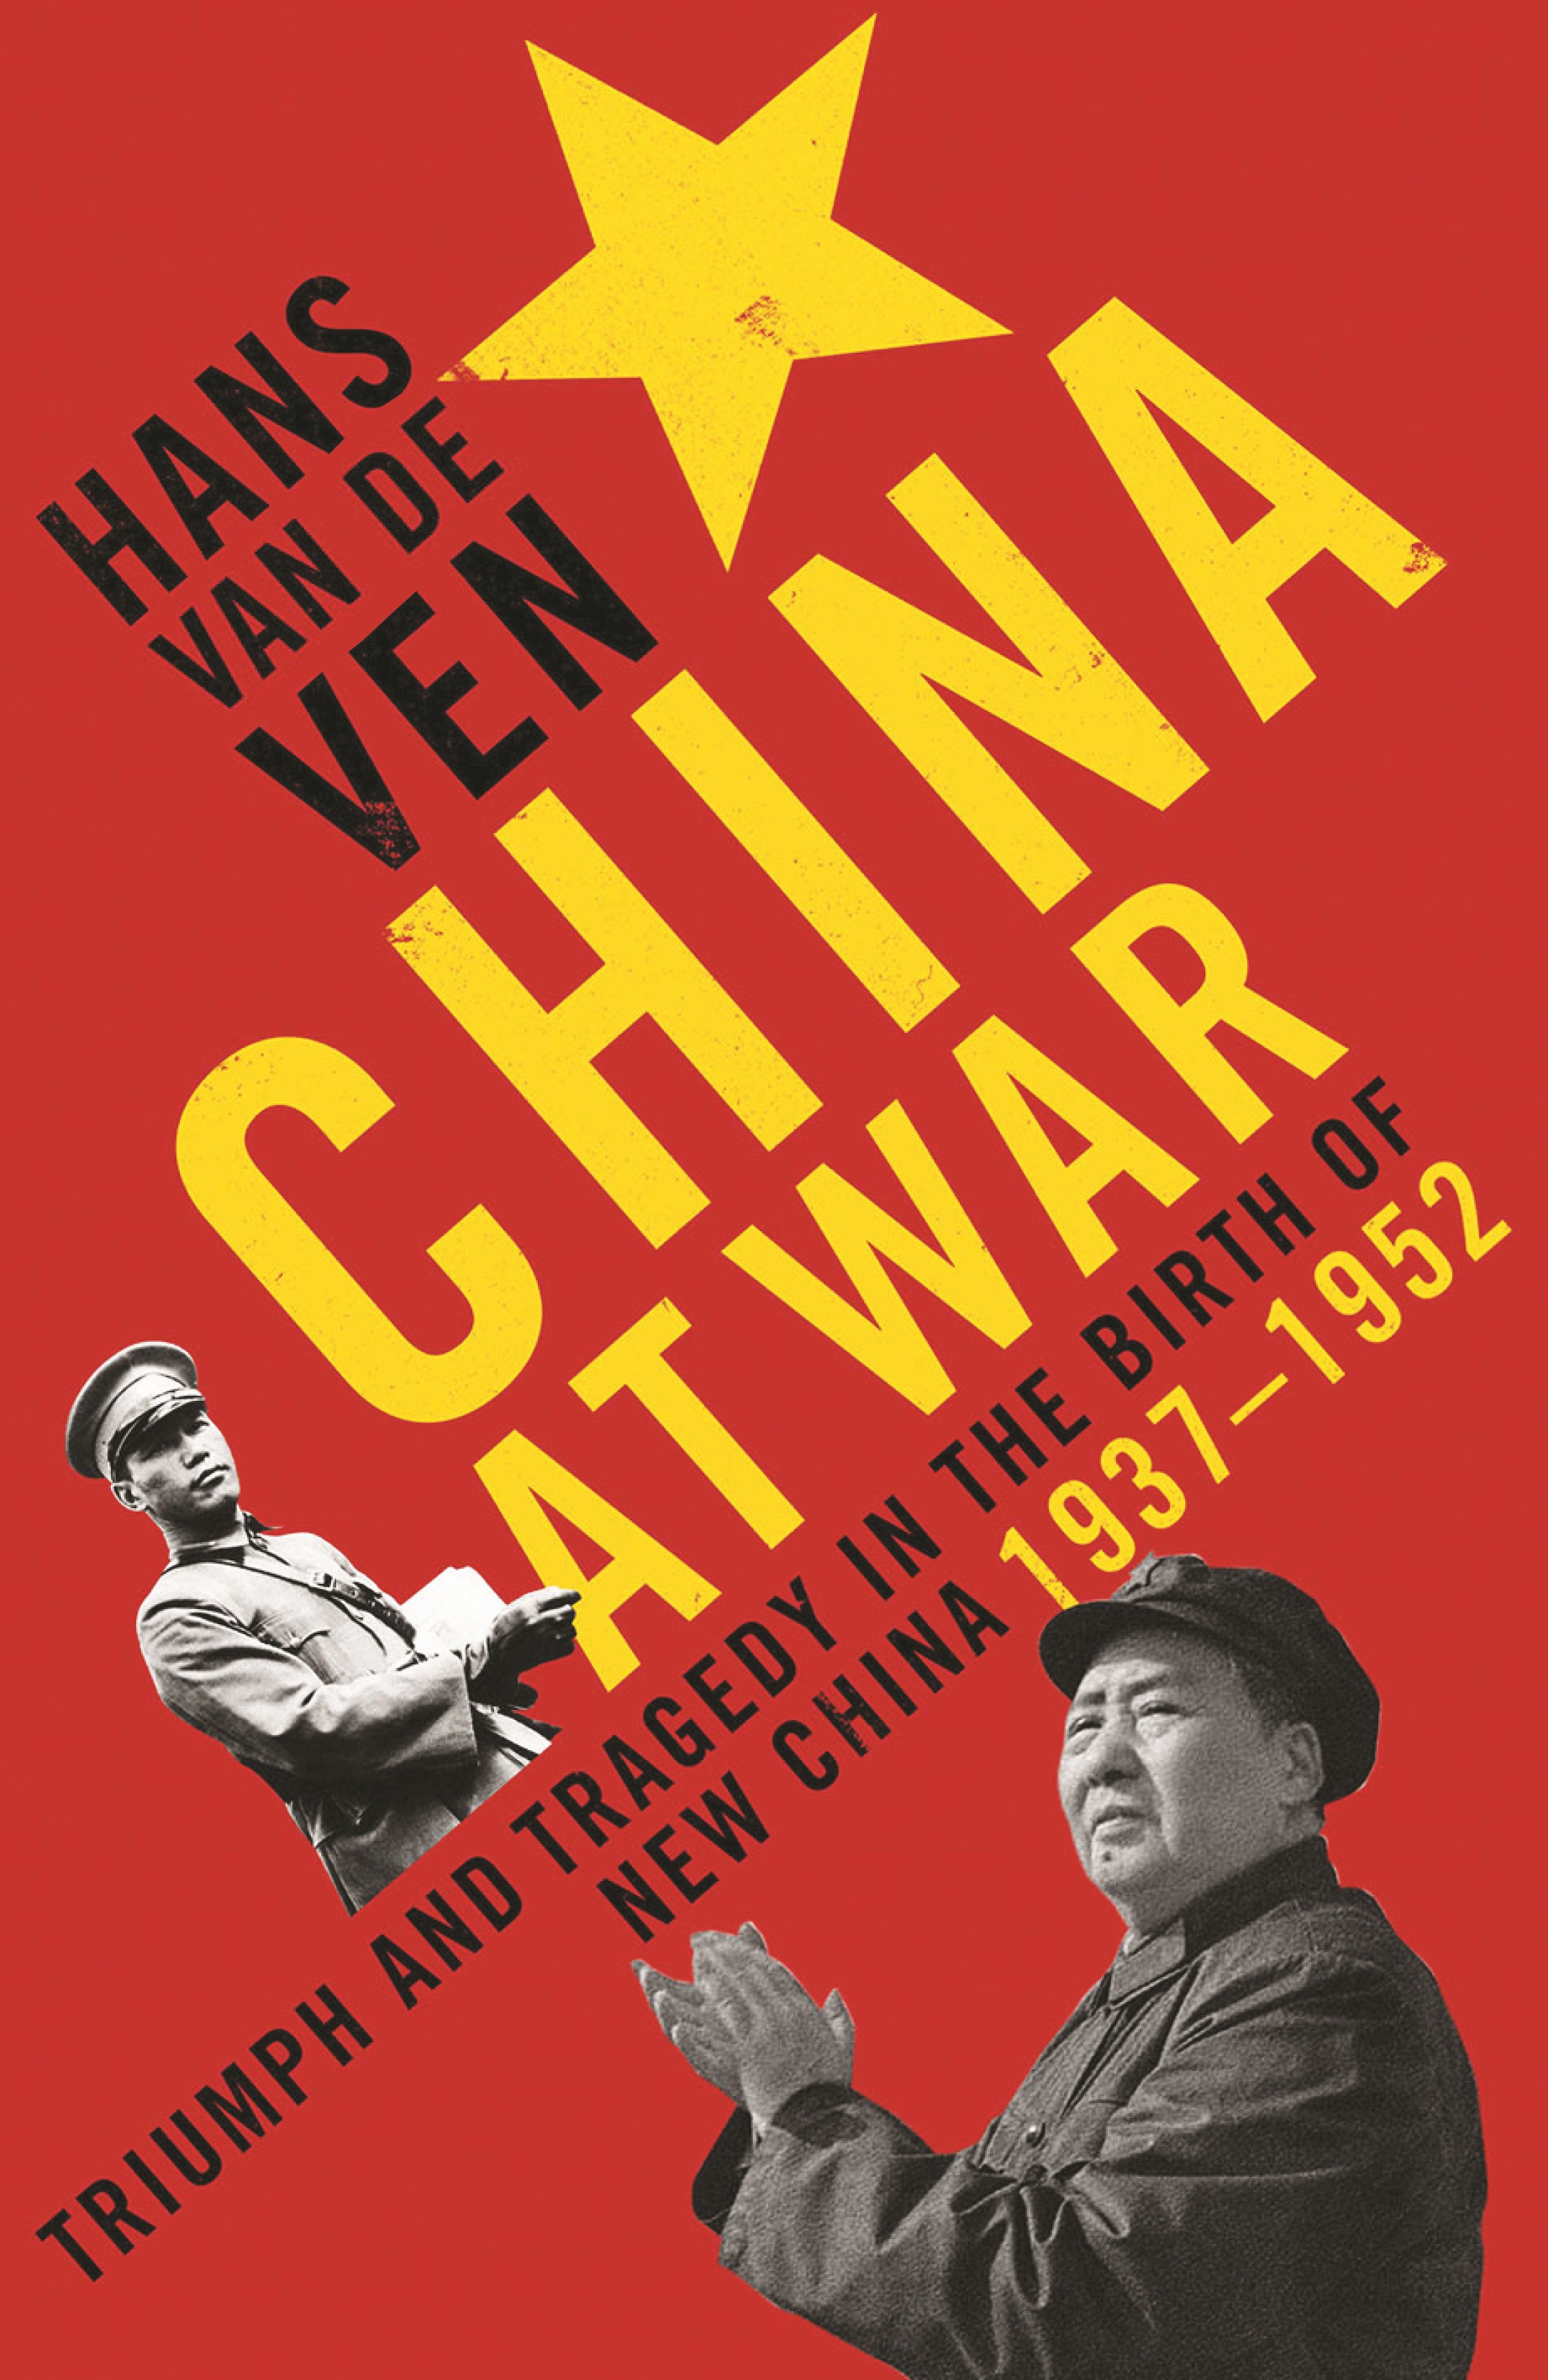 HANS
VAN DE
VEN
CHINA
AT WAR
TRIUMPH AND TRAGEDY IN THE BIRTH OF
NEW CHINA 1937–1952